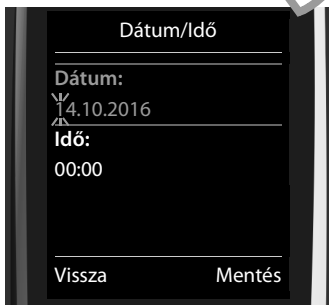 Dátum/Idő
Dátum:
14.10.2016
Idő:
00:00
Vissza Mentés